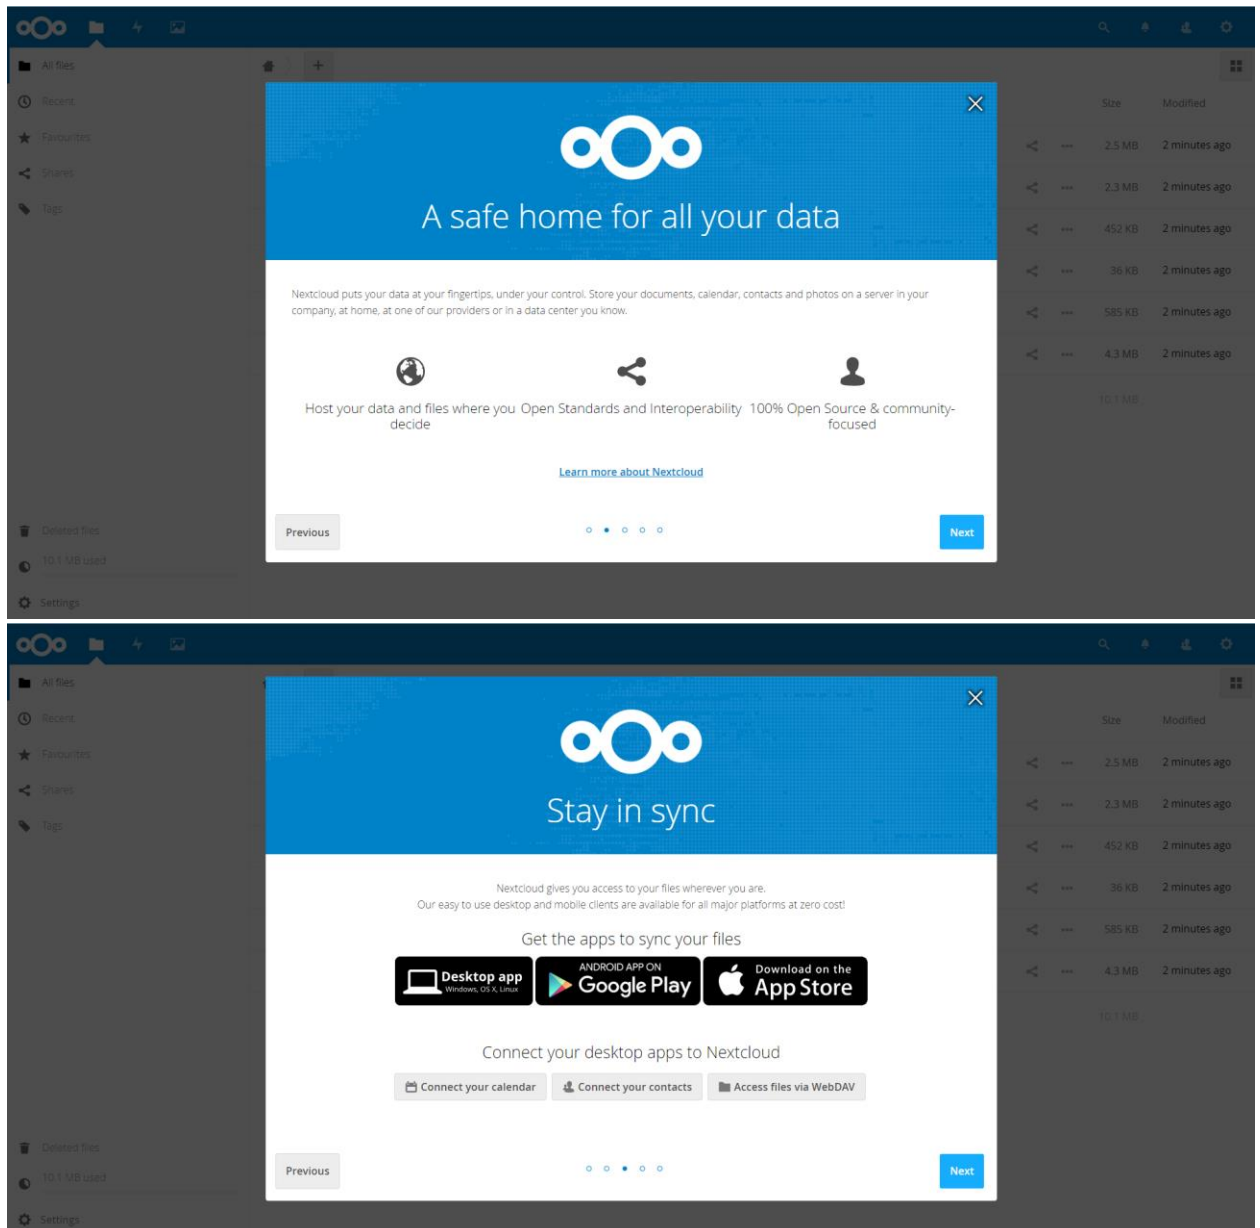 All files
Recent
Favourites
Shares
Tags
Size Modified
2.5 MB 2 minutes ago
2.3 MB 2 minutes ago
452 KB 2 minutes ago
36 KB 2 minutes ago
585 KB 2 minutes ago
4.3 MB 2 minutes ago
10.1 MB
A safe home for all your data
Nextcloud puts your data at your fingertips, under your control. Store your documents, calendar, contacts and photos on a server in your
company, at home, at one of our providers or in a data center you know.
Host your data and files where you
decide
Open Standards and Interoperability
100% Open Source & community-
focused
Learn more about Nextcloud
Previous
Next
Deleted files
10.1 MB used
Settings
All files
Recent
Favourites
Shares
Tags
Size Modified
2.5 MB 2 minutes ago
2.3 MB 2 minutes ago
452 KB 2 minutes ago
36 KB 2 minutes ago
585 KB 2 minutes ago
4.3 MB 2 minutes ago
10.1 MB
Stay in sync
Nextcloud gives you access to your files wherever you are.
Our easy to use desktop and mobile clients are available for all major platforms at zero cost!
Get the apps to sync your files
Desktop app
Windows, OS X, Linux
ANDROID APP ON
Google Play
Download on the
App Store
Connect your desktop apps to Nextcloud
Connect your calendar
Connect your contacts
Access files via WebDAV
Previous
Next
Deleted files
10.1 MB used
Settings